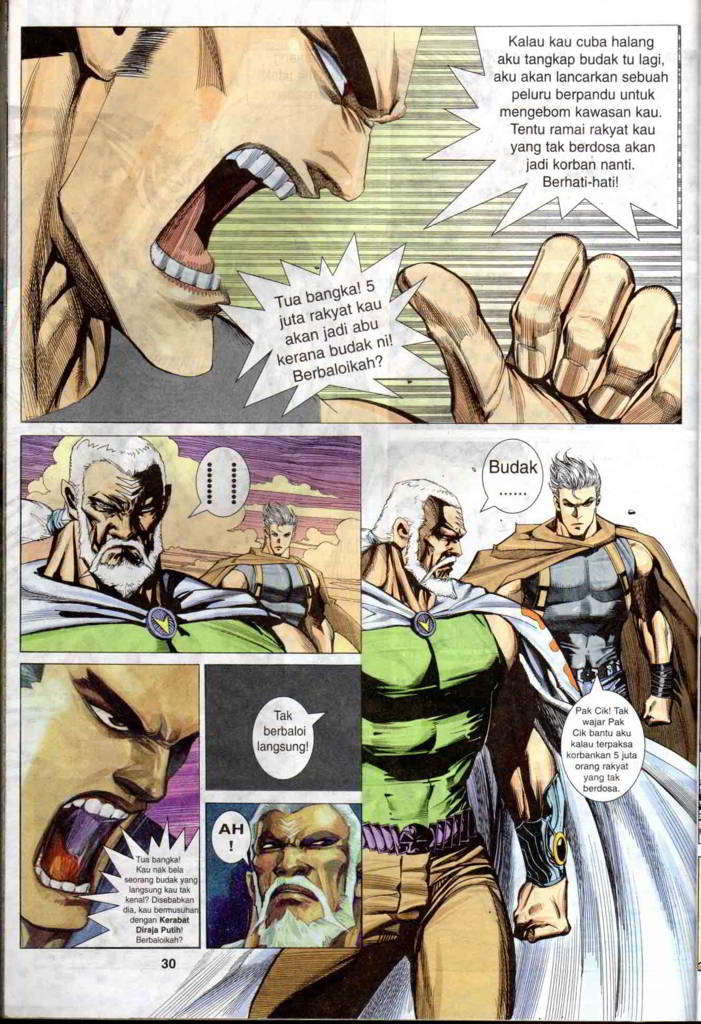 Kalau kau cuba halang
aku tangkap budak tu lagi,
aku akan lancarkan sebuah
peluru berpandu untuk
mengebom kawasan kau.
Tentu ramai rakyat kau
yang tak berdosa akan
jadi korban nanti.
Berhati-hati!
Tua bangka! 5
juta rakyat kau
akan jadi abu
kerana budak ni!
Berbaloikah?
Budak
......
Pak Cik! Tak
wajar Pak
Cik bantu aku
kalau terpaksa
korbankan 5 juta
orang rakyat
yang tak
berdosa.
Tua bangka!
Kau nak bela
seorang budak yang
langsung kau tak
kenal? Disebabkan
dia, kau bermusuhan
dengan Kerabat
Diraja Putih!
Berbaloikah?
Tak
berbaloi
langsung!
AH
!
30